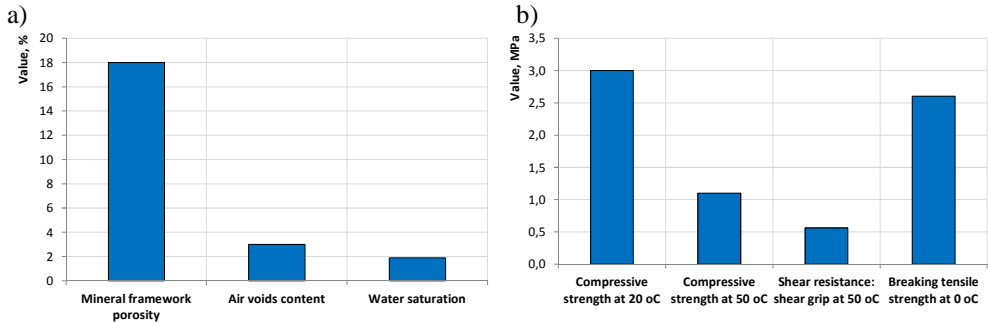 a)
Value, %
20
18
16
14
12
10
8
6
4
2
0
Mineral framework
porosity
Air voids content
Water saturation
b)
Value, MPa
3,5
3,0
2,5
2,0
1,5
1,0
0,5
0,0
Compressive
strength at 20 oC
Compressive
strength at 50 oC
Shear resistance:
shear grip at 50 oC
Breaking tensile
strength at 0 oC